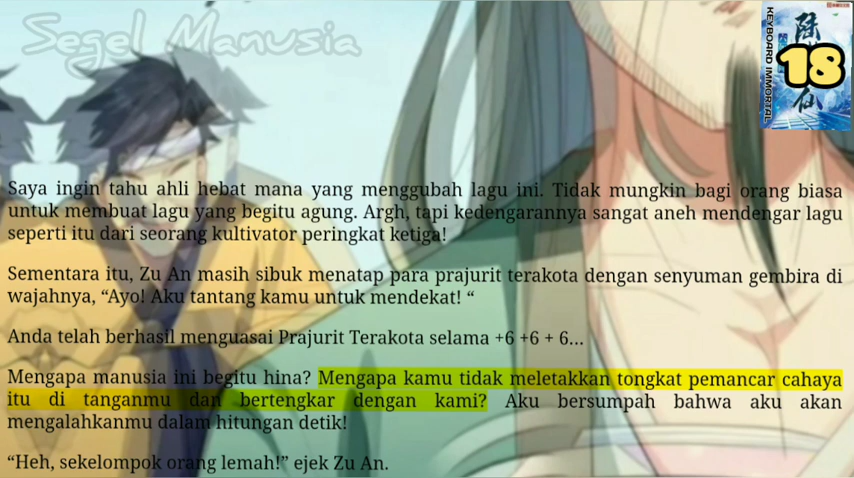 Segel Manusia
KEYBOARD IMMORTAL
18
Saya ingin tahu ahli hebat mana yang menggubah lagu ini. Tidak mungkin bagi orang biasa
untuk membuat lagu yang begitu agung. Argh, tapi kedengarannya sangat aneh mendengar lagu
seperti itu dari seorang kultivator peringkat ketiga!
Sementara itu, Zu An masih sibuk menatap para prajurit terakota dengan senyuman gembira di
wajahnya, “Ayo! Aku tantang kamu untuk mendekat! “
Anda telah berhasil menguasai Prajurit Terakota selama +6 +6 + 6…
Mengapa manusia ini begitu hina? Mengapa kamu tidak meletakkan tongkat pemancar cahaya
itu di tanganmu dan bertengkar dengan kami? Aku bersumpah bahwa aku akan
mengalahkanmu dalam hitungan detik!
“Heh, sekelompok orang lemah!” ejek Zu An.